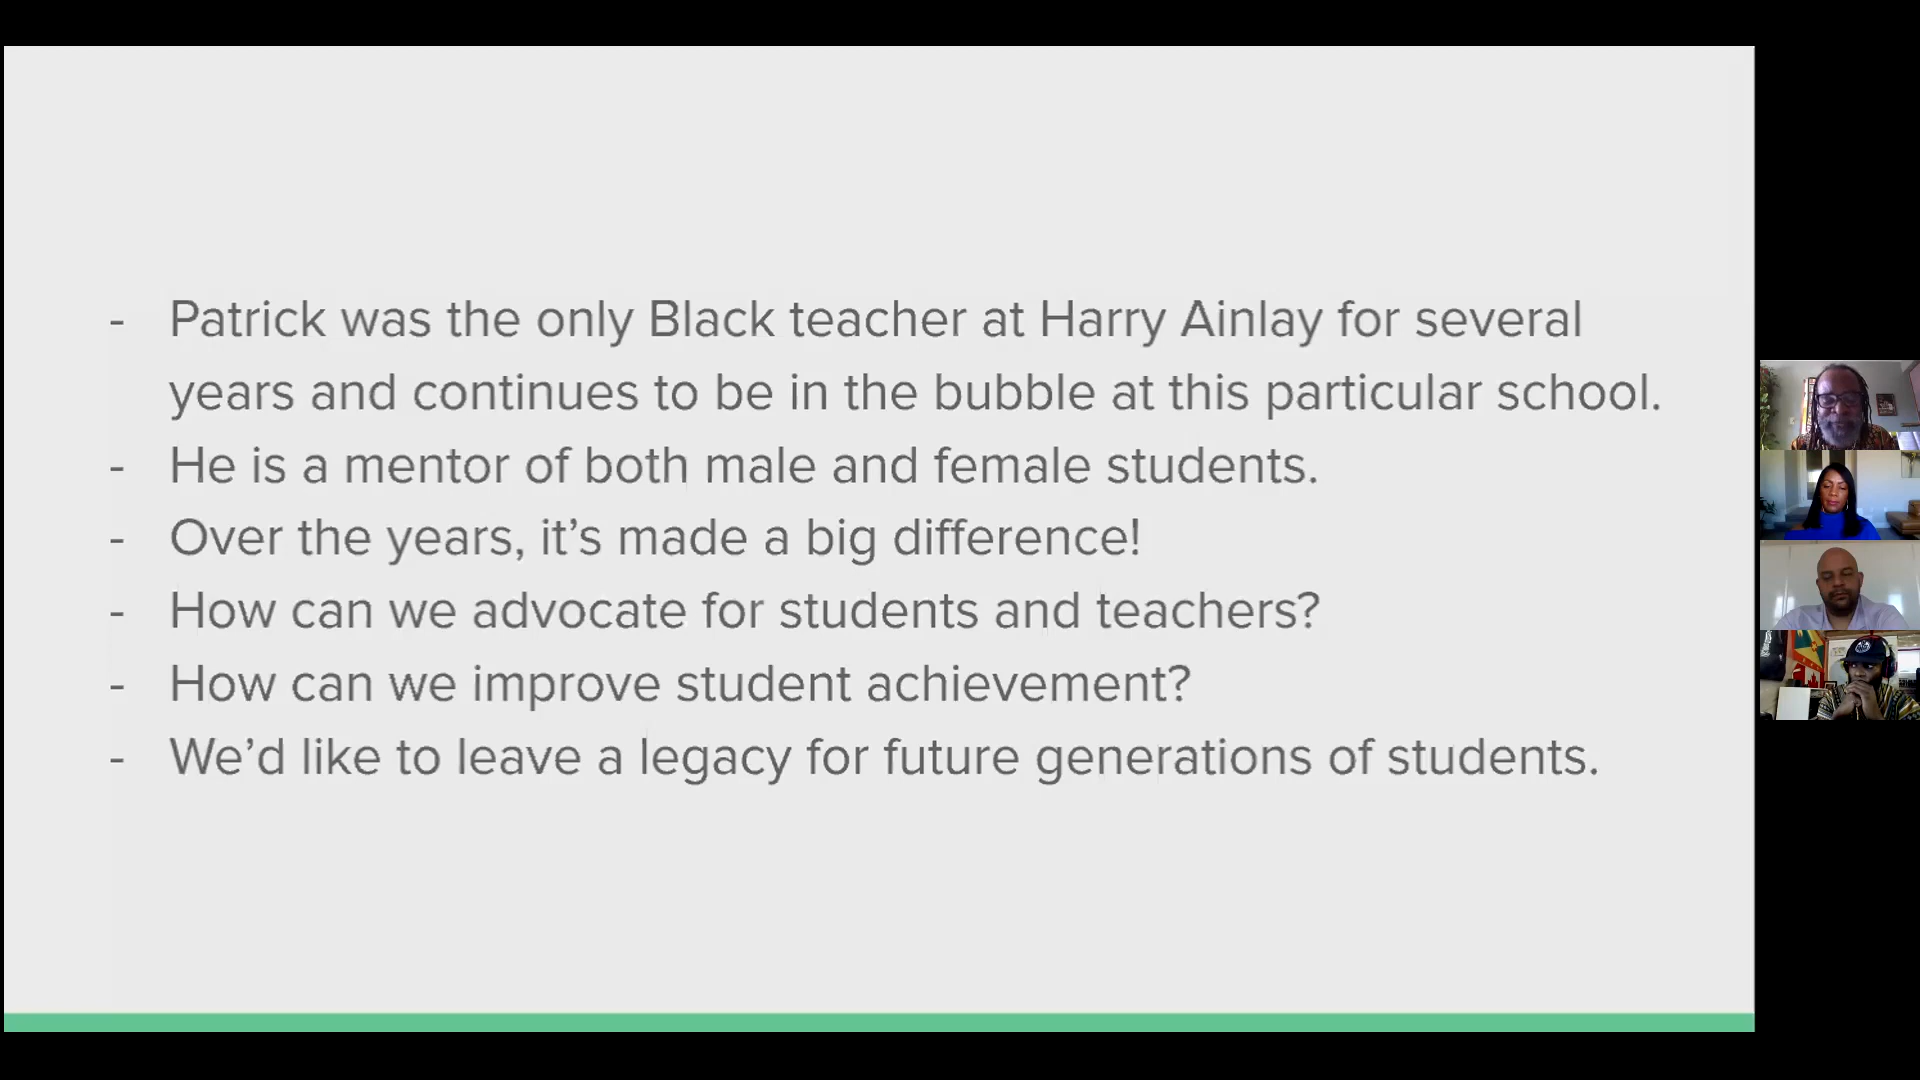 - Patrick was the only Black teacher at Harry Ainlay for several
years and continues to be in the bubble at this particular school.
- He is a mentor of both male and female students.
- Over the years, it’s made a big difference!
- How can we advocate for students and teachers?
- How can we improve student achievement?
- We’d like to leave a legacy for future generations of students.